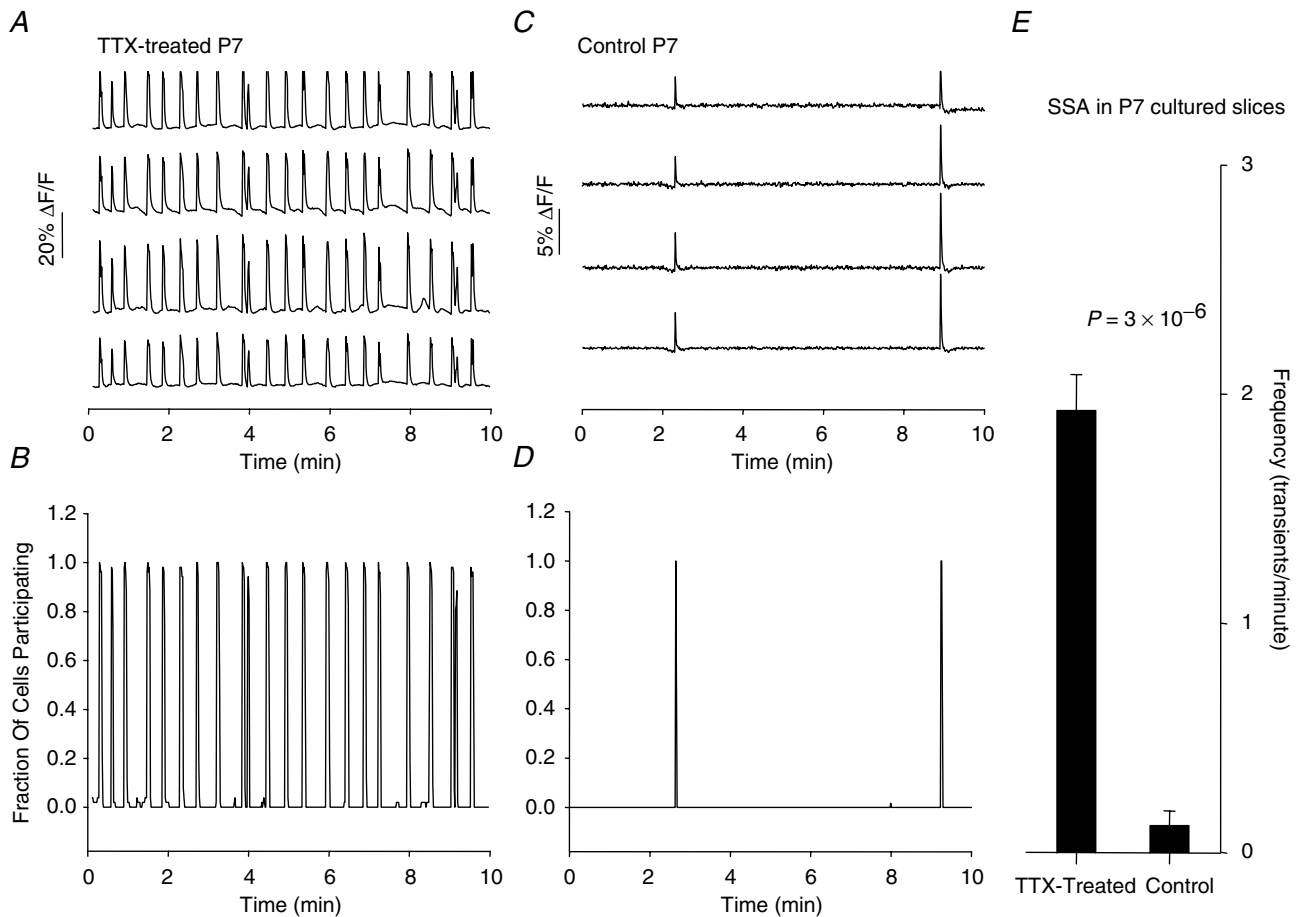 A
TTX-treated P7
20% ΔF/F
0 2 4 6 8 10
Time (min)
B
Fraction Of Cells Participating
1.2
1.0
0.8
0.6
0.4
0.2
0.0
0 2 4 6 8 10
Time (min)
C
Control P7
5% ΔF/F
0 2 4 6 8 10
Time (min)
D
1.2
1.0
0.8
0.6
0.4
0.2
0.0
0 2 4 6 8 10
Time (min)
E
SSA in P7 cultured slices
P = 3 × 10⁻⁶
3
2
1
0
Frequency (transients/minute)
TTX-Treated Control